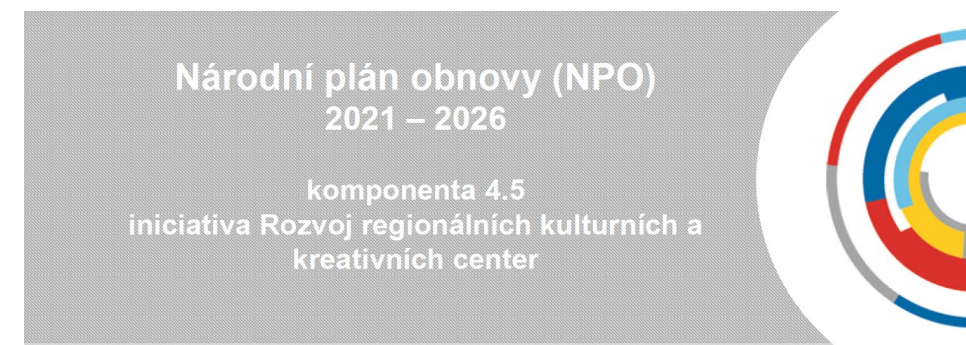 Národní plán obnovy (NPO)
2021 – 2026
komponenta 4.5
iniciativa Rozvoj regionálních kulturních a
kreativních center